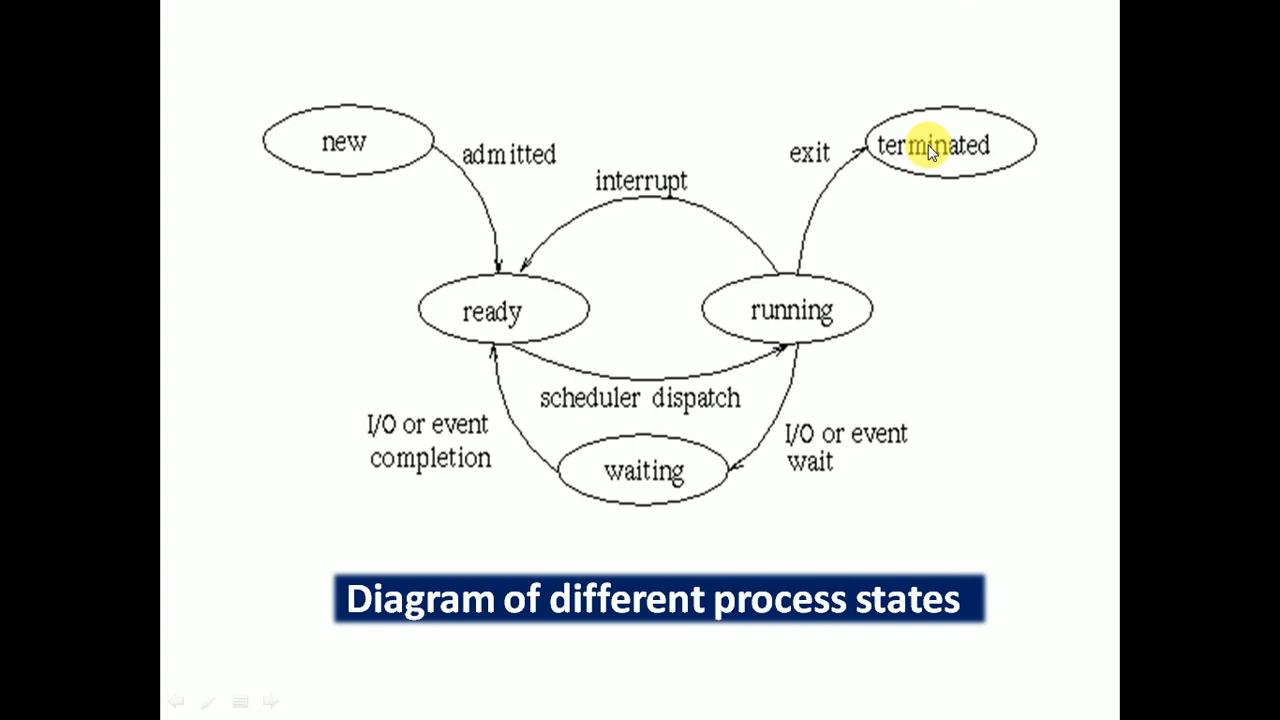 new
admitted
interrupt
exit
terminated
ready
running
scheduler dispatch
I/O or event
completion
waiting
I/O or event
wait
Diagram of different process states